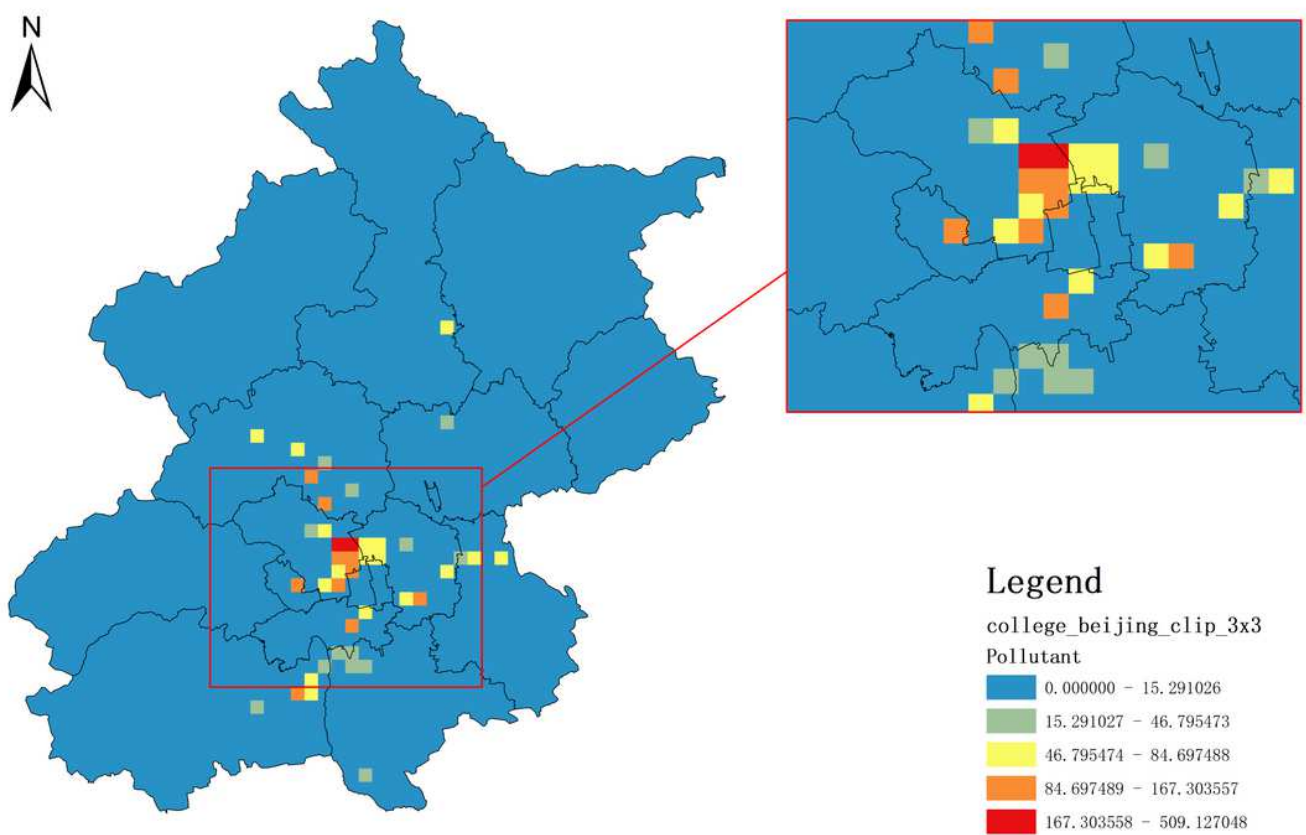 N
Legend
college_beijing_clip_3x3
Pollutant
0.000000 - 15.291026
15.291027 - 46.795473
46.795474 - 84.697488
84.697489 - 167.303557
167.303558 - 509.127048